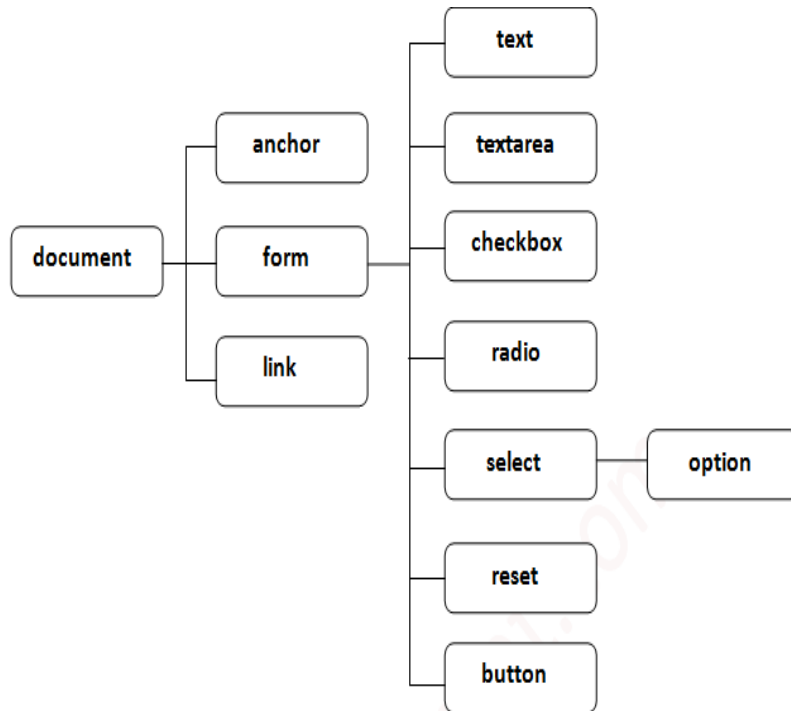 document
anchor
form
link
text
textarea
checkbox
radio
select
option
reset
button